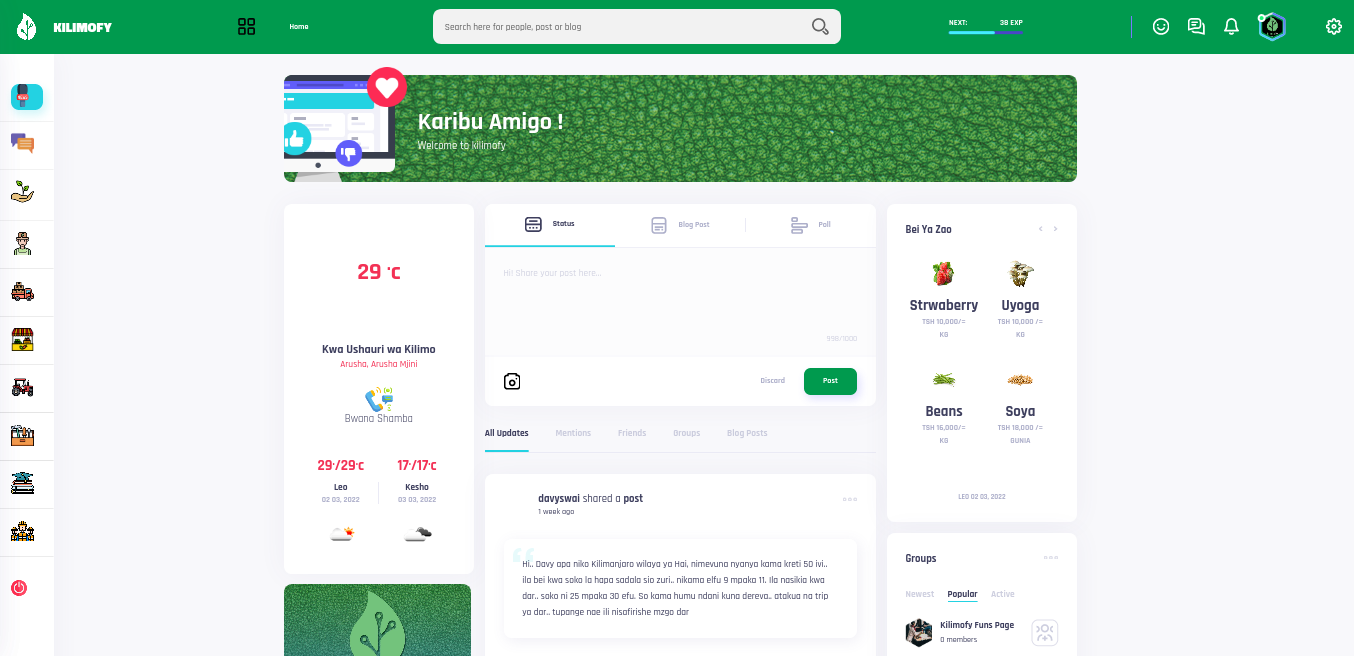 KILIMOFY
Home
Search here for people, post or blog
NEXT: 38 EXP
Karibu Amigo !
Welcome to kilimofy
29 °c
Kwa Ushauri wa Kilimo
Arusha, Arusha Mjini
Bwana Shamba
29°/29°c 17°/17°c
Leo Kesho
02 03, 2022 03 03, 2022
Status Blog Post Poll
Hi! Share your post here...
998/1000
Discard Post
All Updates Mentions Friends Groups Blog Posts
davyswai shared a post
1 week ago
Hi.. Davy apa niko Kilimanjaro wilaya ya Hai, nimevuna nyanya kama kreti 50 ivi..
ila bei kwa soko la hapa sadala sio zuri.. nikama elfu 9 mpaka 11. Ila nasikia kwa
dar.. soko ni 25 mpaka 30 efu. So kama humu ndani kuna dereva.. atakua na trip
ya dar.. tupange nae ili nisafirishe mzgo dar
Bei Ya Zao
Strwaberry Uyoga
TSH 10,000/= TSH 10,000 /=
KG KG
Beans Soya
TSH 15,000/= TSH 18,000 /=
KG GUNIA
LEO 02 03, 2022
Groups
Newest Popular Active
Kilimofy Funs Page
0 members